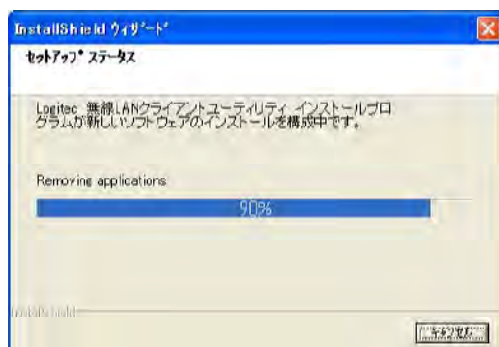 InstallShield ウィザード
セットアップ ステータス
Logitec 無線LANクライアントユーティリティ インストールプロ
グラムが新しいソフトウェアのインストールを構成中です。
Removing applications
90%
InstallShield
キャンセル